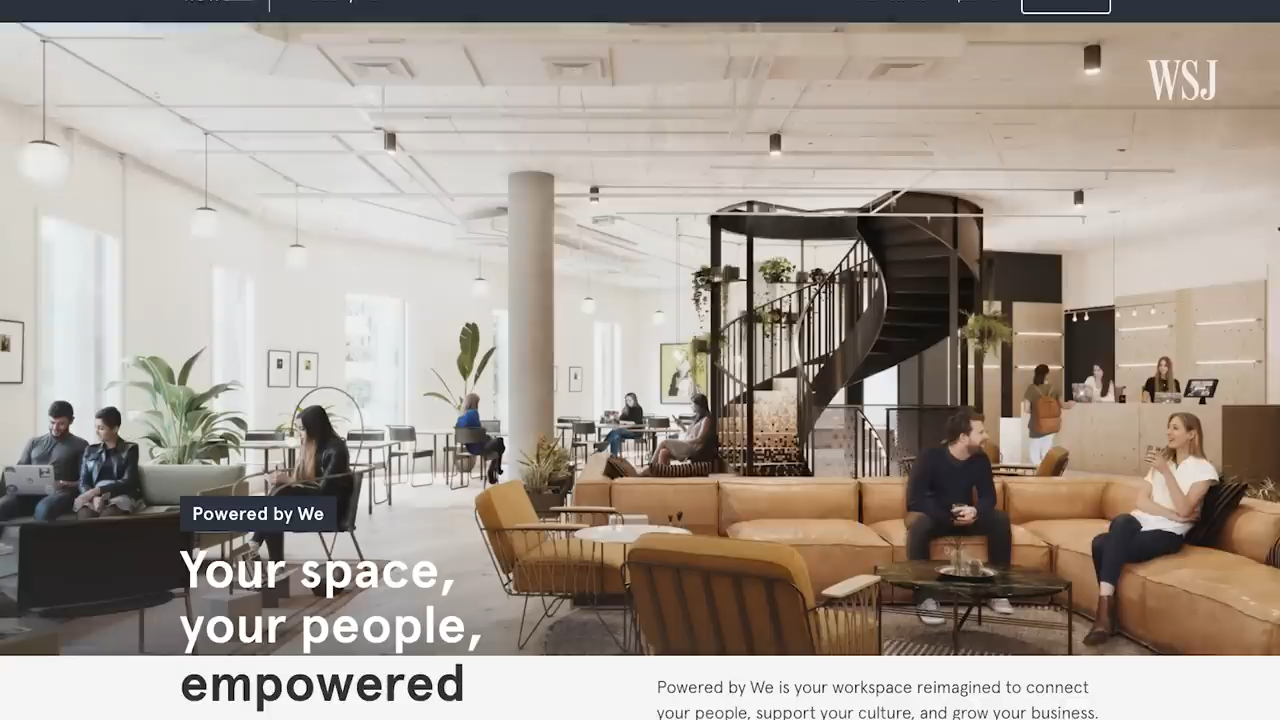 WSJ
Powered by We
Your space,
your people,
empowered
Powered by We is your workspace reimagined to connect
your people, support your culture, and grow your business.